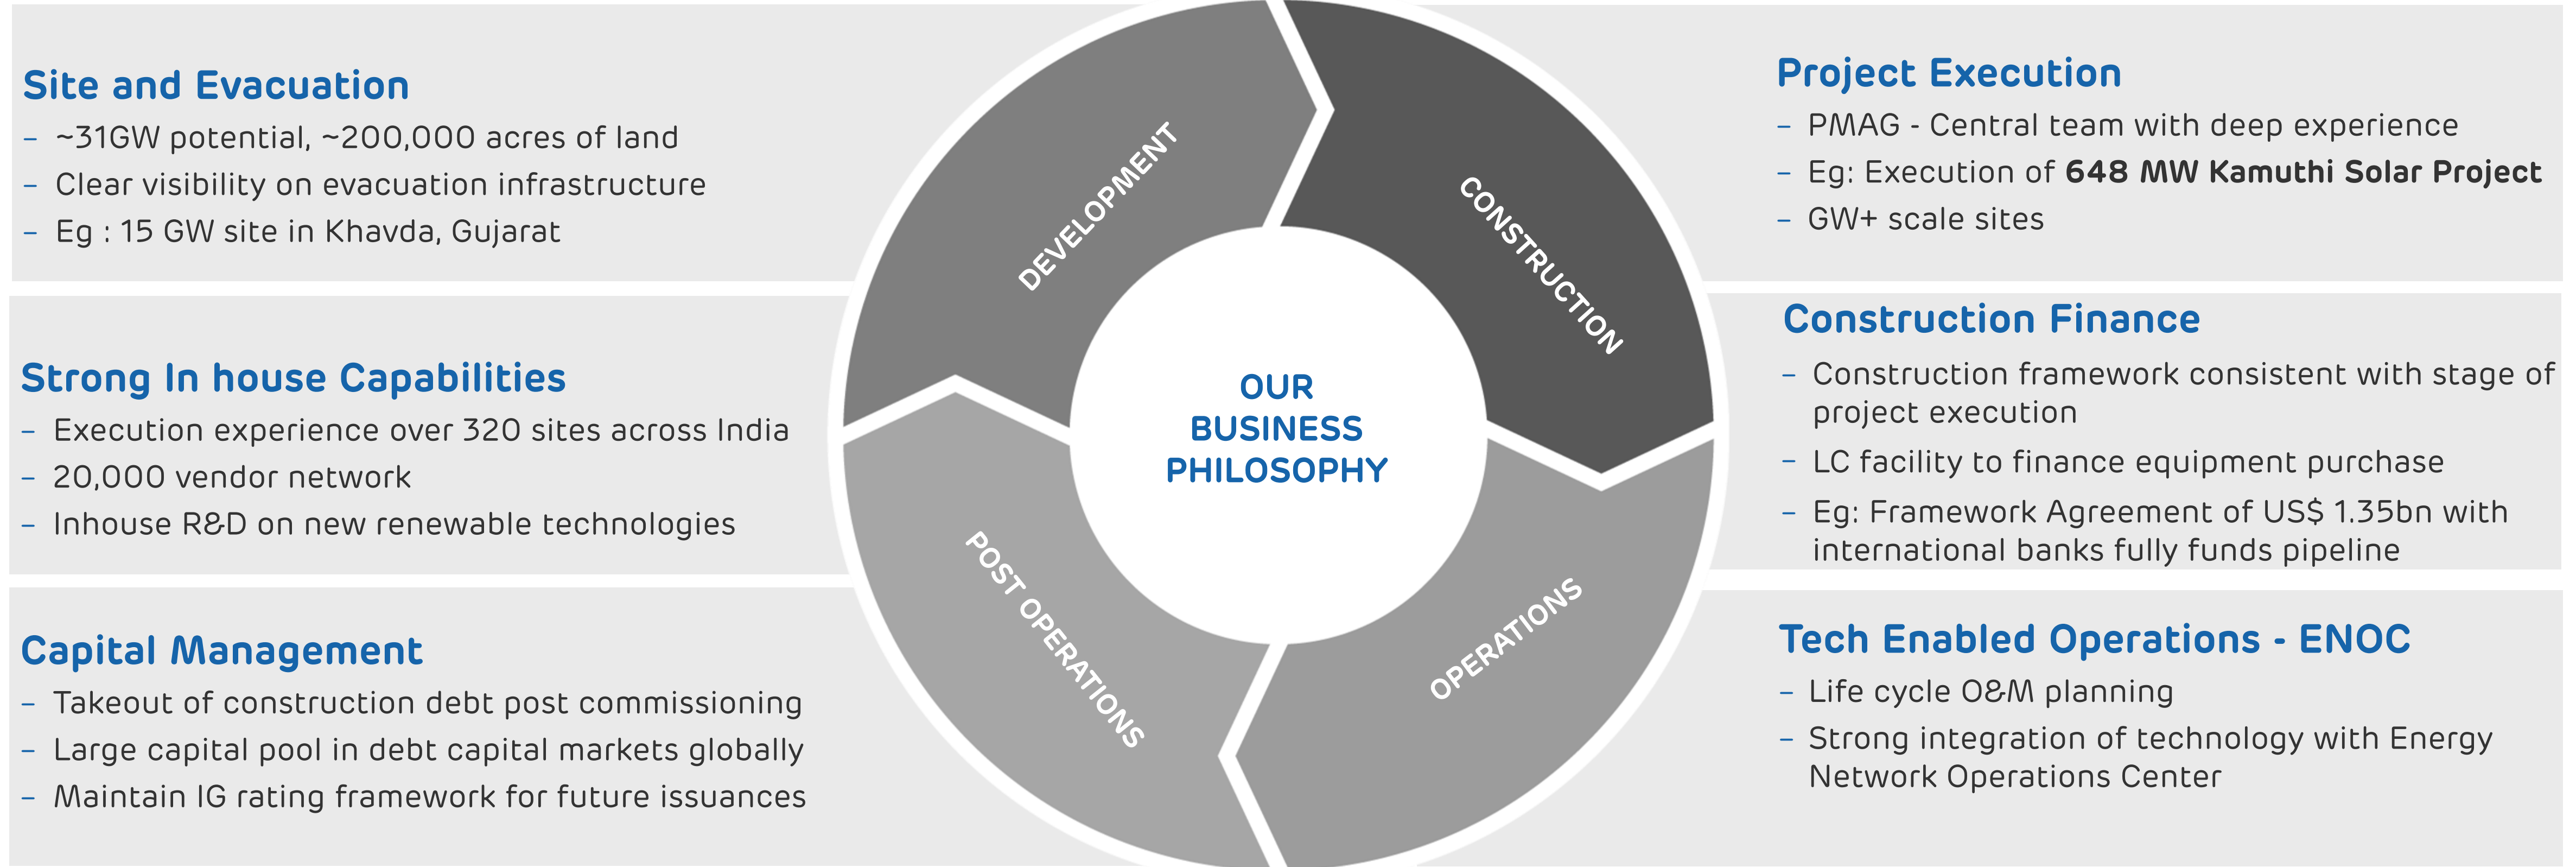 Site and Evacuation
– ~31GW potential, ~200,000 acres of land
– Clear visibility on evacuation infrastructure
– Eg : 15 GW site in Khavda, Gujarat
Strong In house Capabilities
– Execution experience over 320 sites across India
– 20,000 vendor network
– Inhouse R&D on new renewable technologies
Capital Management
– Takeout of construction debt post commissioning
– Large capital pool in debt capital markets globally
– Maintain IG rating framework for future issuances
DEVELOPMENT
CONSTRUCTION
OUR
BUSINESS
PHILOSOPHY
POST OPERATIONS
OPERATIONS
Project Execution
– PMAG - Central team with deep experience
– Eg: Execution of 648 MW Kamuthi Solar Project
– GW+ scale sites
Construction Finance
– Construction framework consistent with stage of
project execution
– LC facility to finance equipment purchase
– Eg: Framework Agreement of US$ 1.35bn with
international banks fully funds pipeline
Tech Enabled Operations - ENOC
– Life cycle O&M planning
– Strong integration of technology with Energy
Network Operations Center